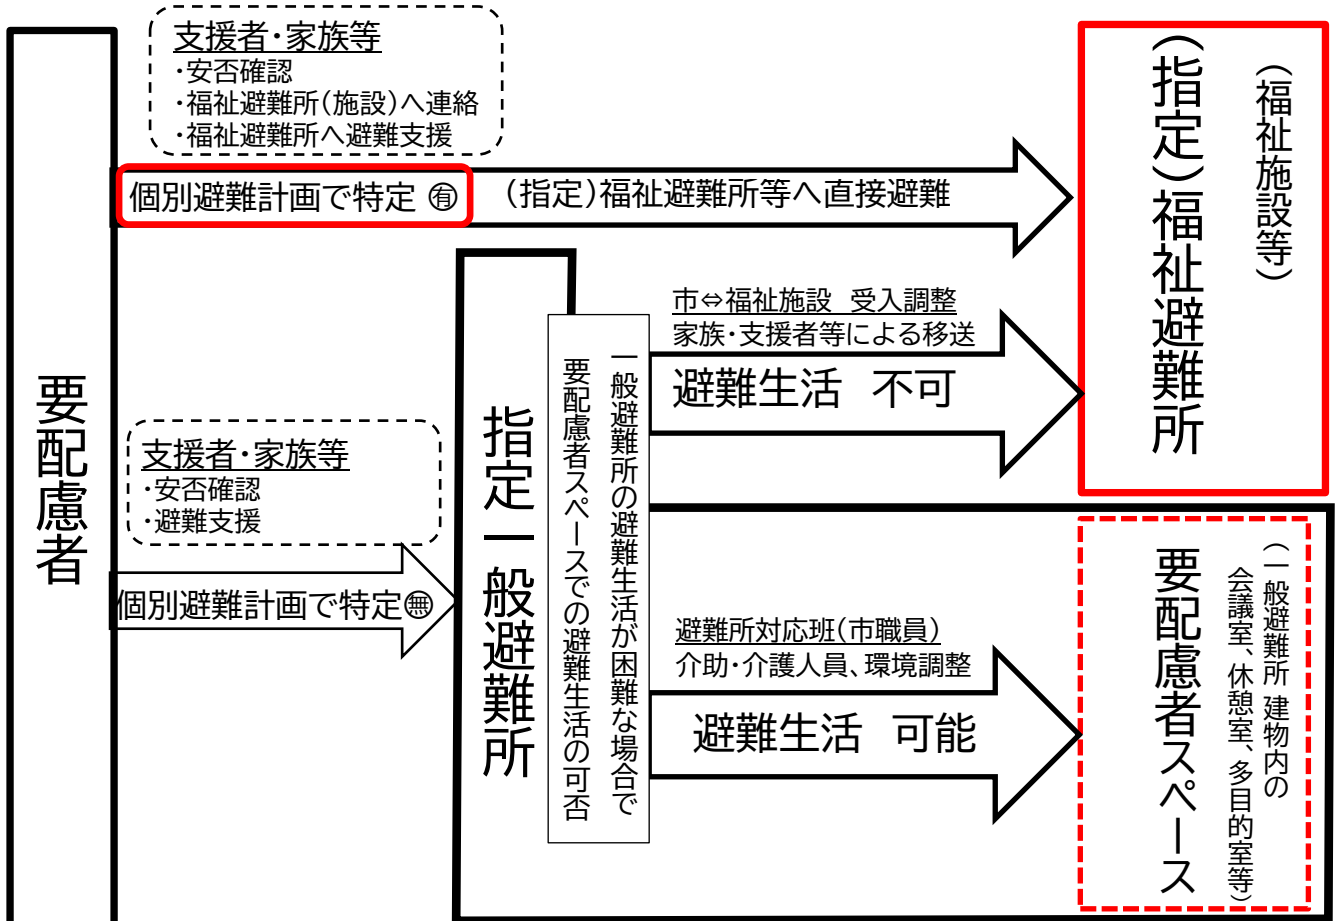 要配慮者
支援者・家族等
・安否確認
・福祉避難所(施設)へ連絡
・福祉避難所へ避難支援
個別避難計画で特定 ㊒
(指定)福祉避難所等へ直接避難
(指定)福祉避難所
(福祉施設等)
支援者・家族等
・安否確認
・避難支援
個別避難計画で特定㊡
指定一般避難所
一般避難所の避難生活が困難な場合で
要配慮者スペースでの避難生活の可否
市⇔福祉施設 受入調整
家族・支援者等による移送
避難生活 不可
避難所対応班(市職員)
介助・介護人員、環境調整
避難生活 可能
要配慮者スペース
(一般避難所 建物内の
会議室、休憩室、多目的室等)